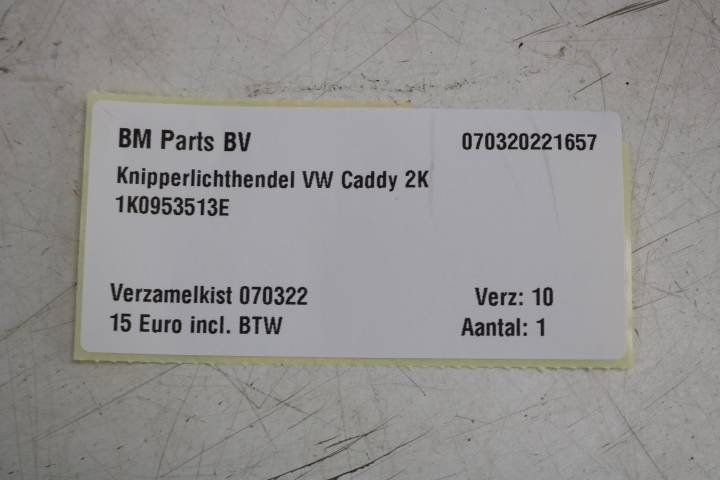 BM Parts BV 070320221657
Knipperlichthendel VW Caddy 2K
1K0953513E
Verzamelkist 070322 Verz: 10
15 Euro incl. BTW Aantal: 1